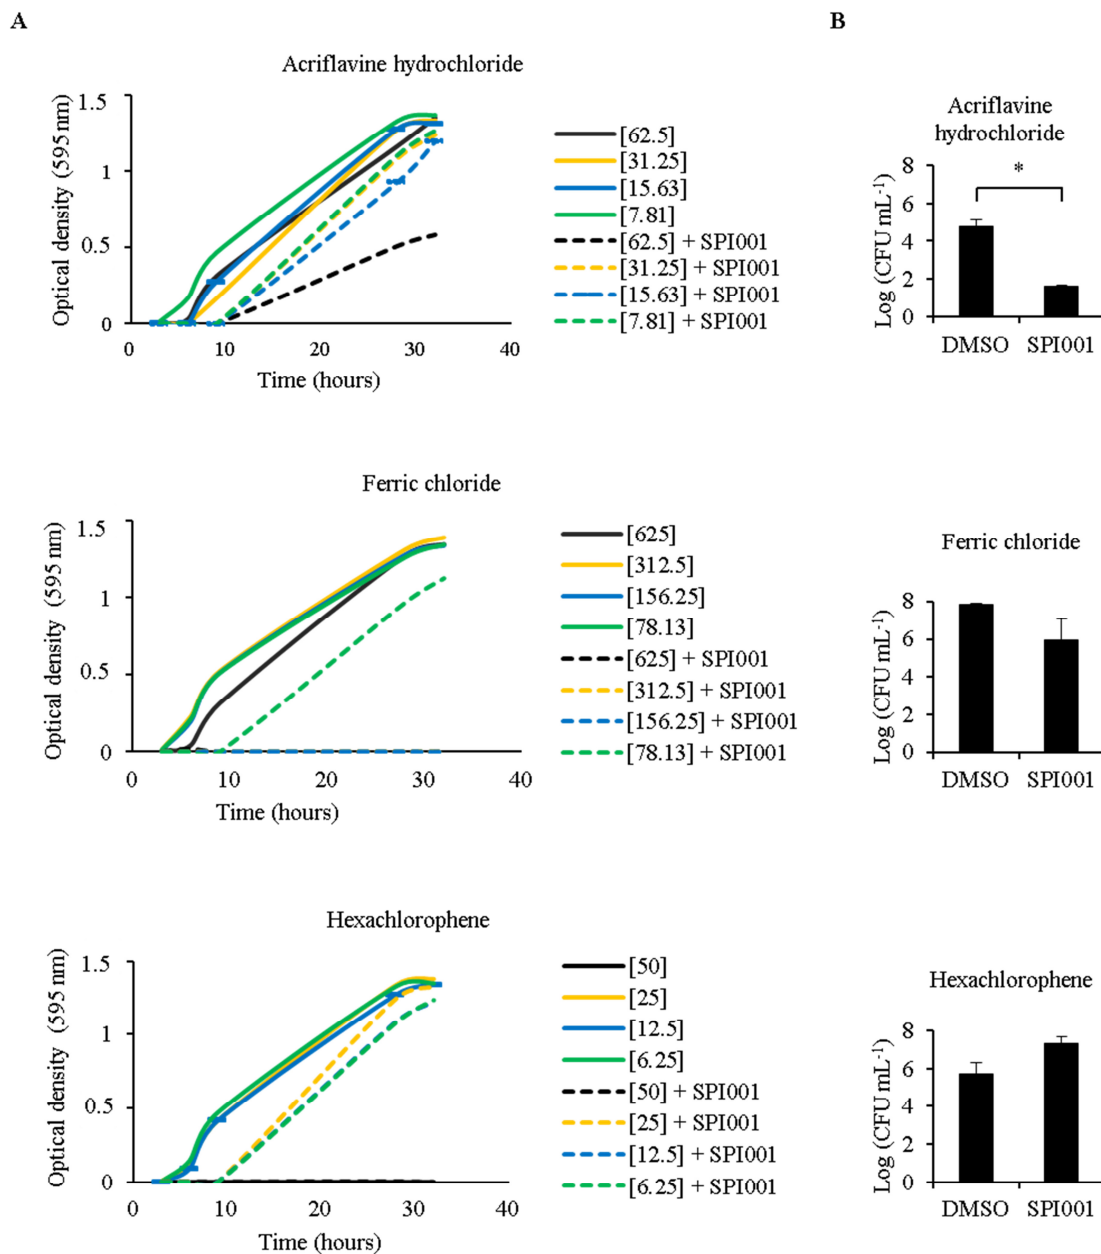 A
B
Acriflavine hydrochloride
Optical density (595 nm)
1.5
1
0.5
0
0
10
20
30
40
Time (hours)
[62.5]
[31.25]
[15.63]
[7.81]
[62.5] + SPI001
[31.25] + SPI001
[15.63] + SPI001
[7.81] + SPI001
Acriflavine
hydrochloride
Log (CFU mL⁻¹)
8
6
4
2
0
*
DMSO
SPI001
Ferric chloride
Optical density (595 nm)
1.5
1
0.5
0
0
10
20
30
40
Time (hours)
[625]
[312.5]
[156.25]
[78.13]
[625] + SPI001
[312.5] + SPI001
[156.25] + SPI001
[78.13] + SPI001
Ferric chloride
Log (CFU mL⁻¹)
8
6
4
2
0
DMSO
SPI001
Hexachlorophene
Optical density (595 nm)
1.5
1
0.5
0
0
10
20
30
40
Time (hours)
[50]
[25]
[12.5]
[6.25]
[50] + SPI001
[25] + SPI001
[12.5] + SPI001
[6.25] + SPI001
Hexachlorophene
Log (CFU mL⁻¹)
8
6
4
2
0
DMSO
SPI001